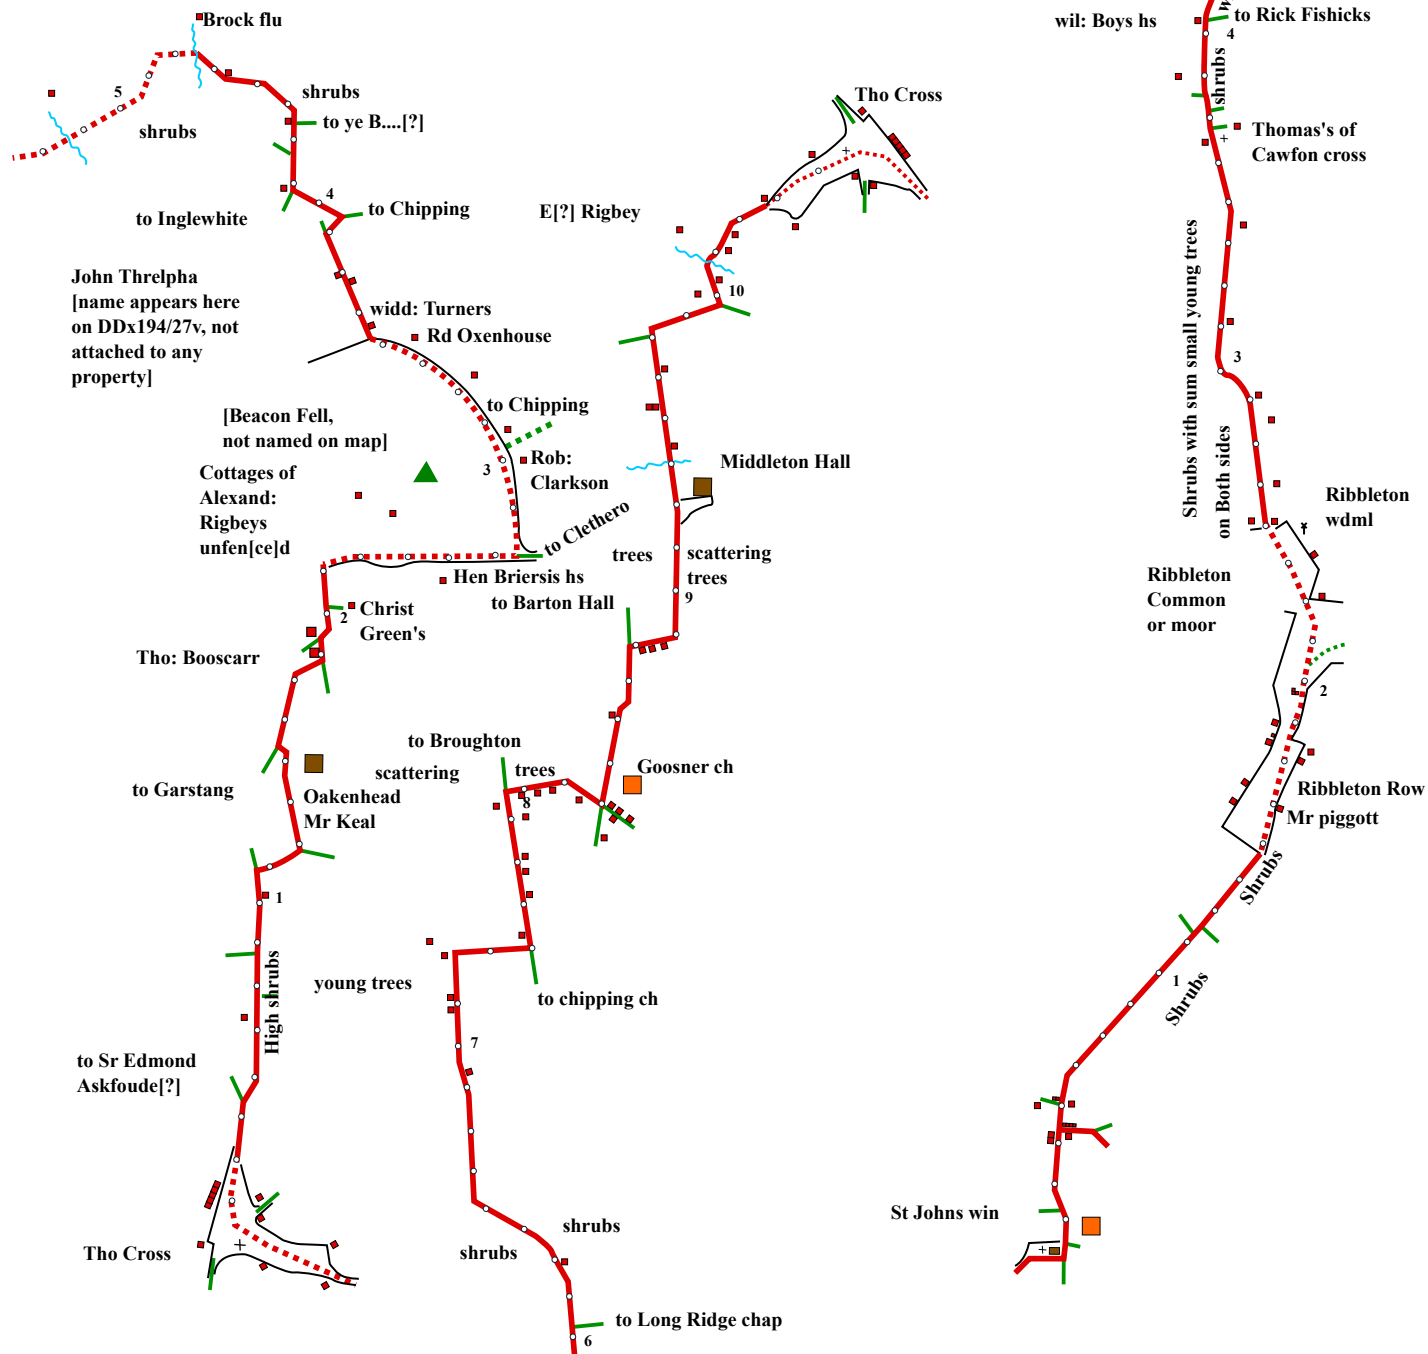 Brock flu
5
shrubs
shrubs
to ye B....[?]
4
to Inglewhite
to Chipping
John Threlpha
[name appears here
on DDx194/27v, not
attached to any
property]
widd: Turners
Rd Oxenhouse
to Chipping
[Beacon Fell,
not named on map]
3
Rob:
Clarkson
Cottages of
Alexand:
Rigbeys
unfen[ce]d
to Clethero
Hen Briersis hs
2
Christ
Green's
Tho: Booscarr
to Garstang
Oakenhead
Mr Keal
1
High shrubs
to Sr Edmond
Askfoude[?]
Tho Cross
Tho Cross
E[?] Rigbey
10
Middleton Hall
trees
scattering
trees
9
to Barton Hall
to Broughton
scattering
trees
8
Goosner ch
young trees
to chipping ch
7
shrubs
shrubs
to Long Ridge chap
6
wil: Boys hs
to Rick Fishicks
4
shrubs
Thomas's of
Cawfon cross
Shrubs with sum small young trees
on Both sides
3
Ribbleton
wdml
Ribbleton
Common
or moor
2
Ribbleton Row
Mr piggott
Shrubs
1
Shrubs
St Johns win